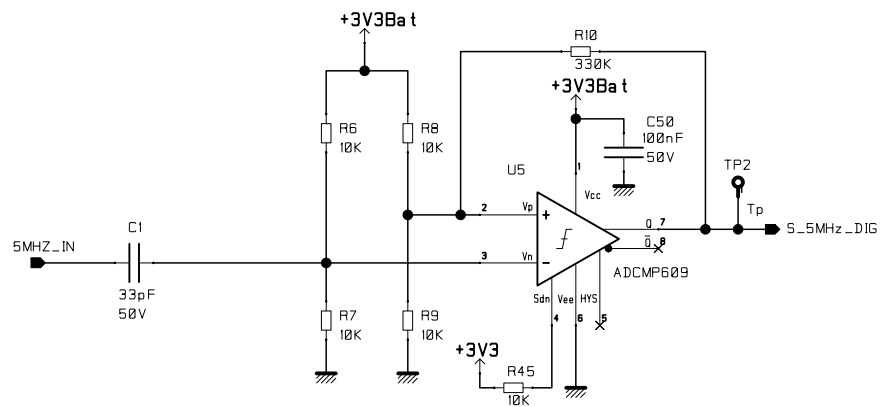 +3V3Bat
R10
330K
+3V3Bat
C50
100nF
50V
R6
10K
R8
10K
U5
1
Vcc
TP2
Tp
2
Vp
+
Q
7
S_5MHz_DIG
C1
5MHZ_IN
33pF
50V
3
Vn
-
Q
8
ADCMP609
Sdn
Vee
HYS
4
6
5
R7
10K
R9
10K
+3V3
R45
10K